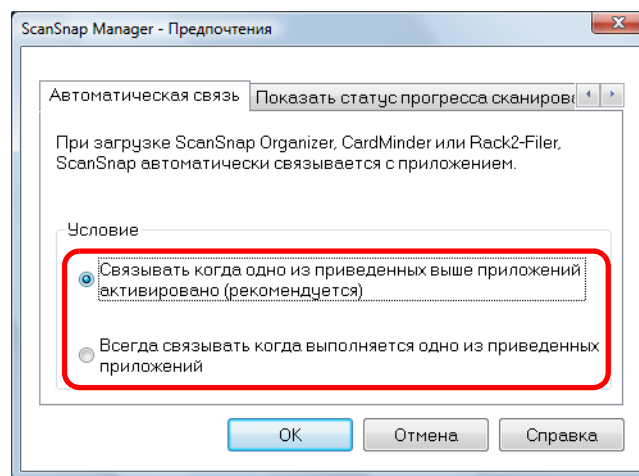 ScanSnap Manager - Предпочтения
Автоматическая связь
Показать статус прогресса сканирова
При загрузке ScanSnap Organizer, CardMinder или Rack2-Filer,
ScanSnap автоматически связывается с приложением.
Условие
Связывать когда одно из приведенных выше приложений
активировано (рекомендуется)
Всегда связывать когда выполняется одно из приведенных
приложений
OK
Отмена
Справка